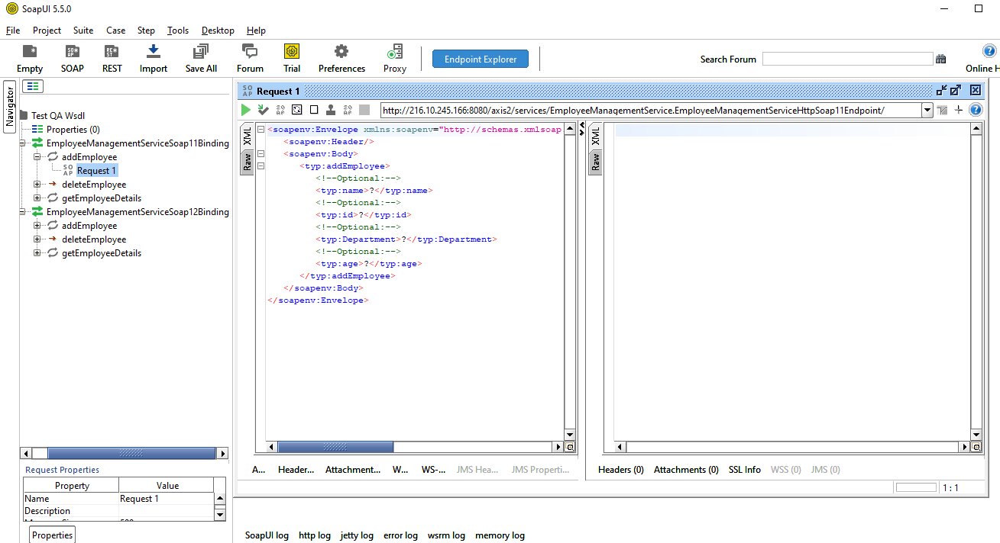 SoapUI 5.5.0
File Project Suite Case Step Tools Desktop Help
Empty SOAP REST Import Save All Forum Trial Preferences Proxy Endpoint Explorer Search Forum Online H
Navigator
Test QA Wsdl
Properties (0)
EmployeeManagementServiceSoap11Binding
addEmployee
Request 1
deleteEmployee
getEmployeeDetails
EmployeeManagementServiceSoap12Binding
addEmployee
deleteEmployee
getEmployeeDetails
Request Properties
Property Value
Name Request 1
Description
Properties
Request 1
http://216.10.245.166:8080/axis2/services/EmployeeManagementService.EmployeeManagementServiceHttpSoap11Endpoint/
XML
Raw
<soapenv:Envelope xmlns:soapenv="http://schemas.xmlsoap
<soapenv:Header/>
<soapenv:Body>
<typ:addEmployee>
<!--Optional:-->
<typ:name>?</typ:name>
<!--Optional:-->
<typ:id>?</typ:id>
<!--Optional:-->
<typ:Department>?</typ:Department>
<!--Optional:-->
<typ:age>?</typ:age>
</typ:addEmployee>
</soapenv:Body>
</soapenv:Envelope>
XML
Raw
A... Header... Attachment... W... WS-... JMS Hea... JMS Properti...
Headers (0) Attachments (0) SSL Info WSS (0) JMS (0)
1 : 1
SoapUI log http log jetty log error log wsrm log memory log